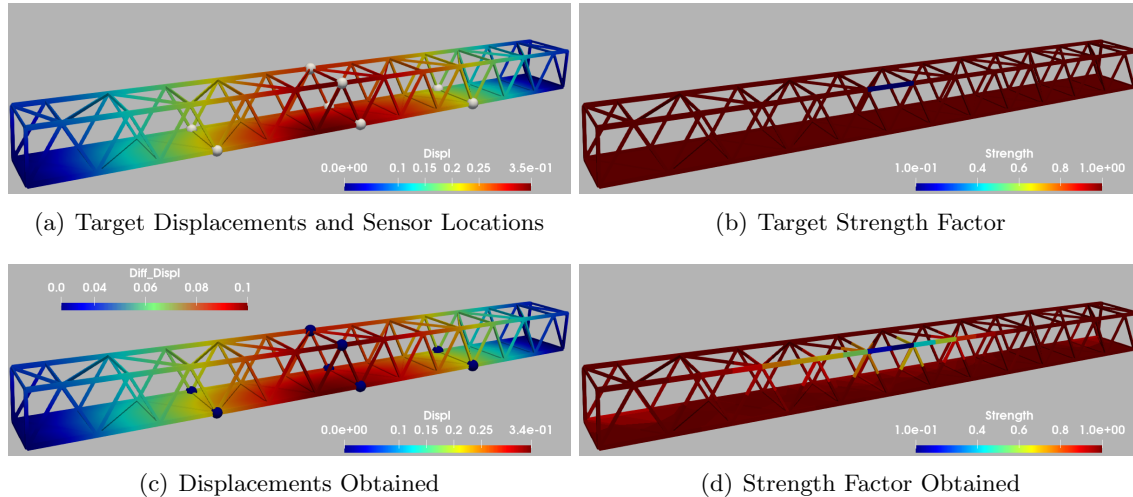 Displ
0.0e+00 0.1 0.15 0.2 0.25 3.5e-01
Strength
1.0e-01 0.4 0.6 0.8 1.0e+00
(a) Target Displacements and Sensor Locations
(b) Target Strength Factor
Diff_Displ
0.0 0.04 0.06 0.08 0.1
Displ
0.0e+00 0.1 0.15 0.2 0.25 3.4e-01
Strength
1.0e-01 0.4 0.6 0.8 1.0e+00
(c) Displacements Obtained
(d) Strength Factor Obtained